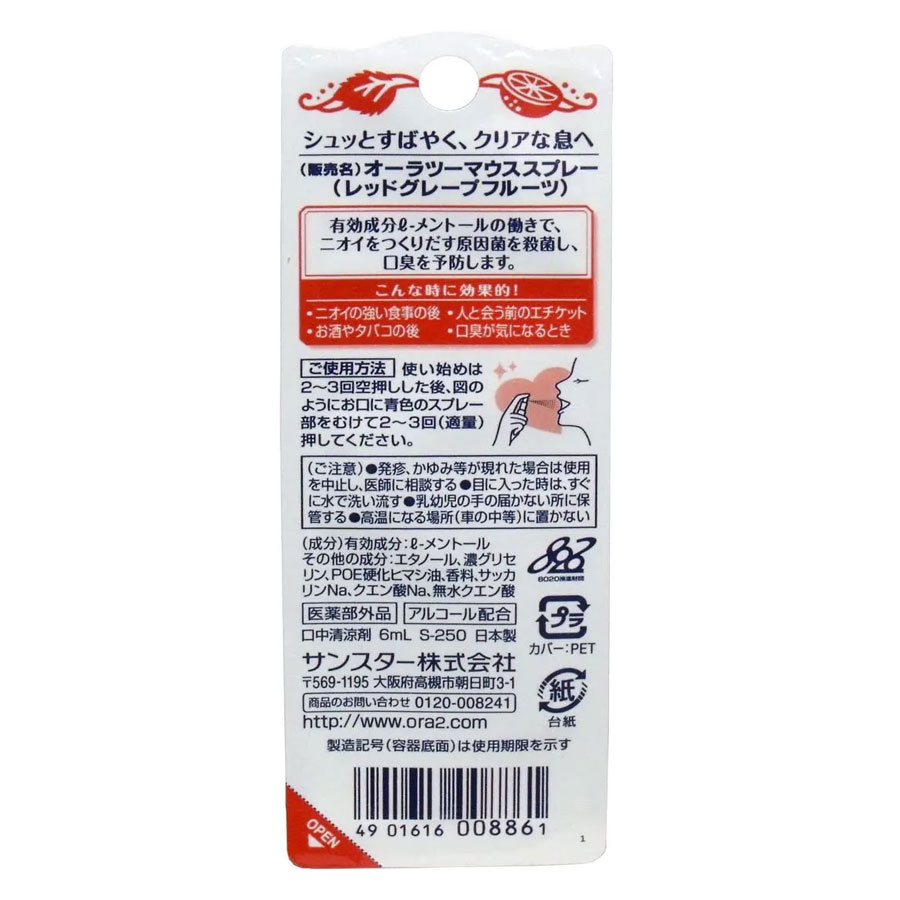 シュッとすばやく、クリアな息へ
(販売名)オーラツーマウススプレー
(レッドグレープフルーツ)
有効成分ℓ-メントールの働きで、
ニオイをつくりだす原因菌を殺菌し、
口臭を予防します。
こんな時に効果的!
・ニオイの強い食事の後 ・人と会う前のエチケット
・お酒やタバコの後 ・口臭が気になるとき
ご使用方法 使い始めは
2〜3回空押しした後、図の
ようにお口に青色のスプレー
部をむけて2〜3回(適量)
押してください。
(ご注意)●発疹、かゆみ等が現れた場合は使用
を中止し、医師に相談する ●目に入った時は、すぐ
に水で洗い流す ●乳幼児の手の届かない所に保
管する ●高温になる場所(車の中等)に置かない
(成分)有効成分:ℓ-メントール
その他の成分:エタノール、濃グリセ
リン、POE硬化ヒマシ油、香料、サッカ
リンNa、クエン酸Na、無水クエン酸
8020
8020推進財団
医薬部外品 アルコール配合
口中清涼剤 6mL S-250 日本製
プラ
カバー:PET
サンスター株式会社
〒569-1195 大阪府高槻市朝日町3-1
商品のお問い合わせ 0120-008241
http://www.ora2.com
紙
台紙
製造記号(容器底面)は使用期限を示す
4 901616 008861
OPEN
1